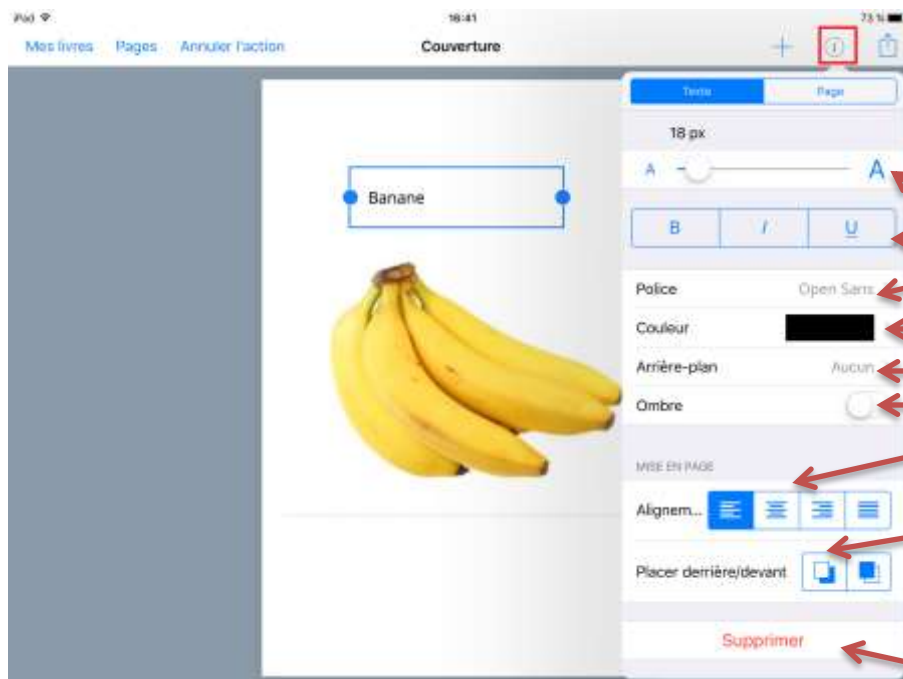 iPad 16:41 73 %
Mes livres Pages Annuler l'action Couverture
Texte Page
18 px
A A
Banane
B I U
Police Open Sans
Couleur
Arrière-plan Aucun
Ombre
MISE EN PAGE
Alignem...
Placer derrière/devant
Supprimer